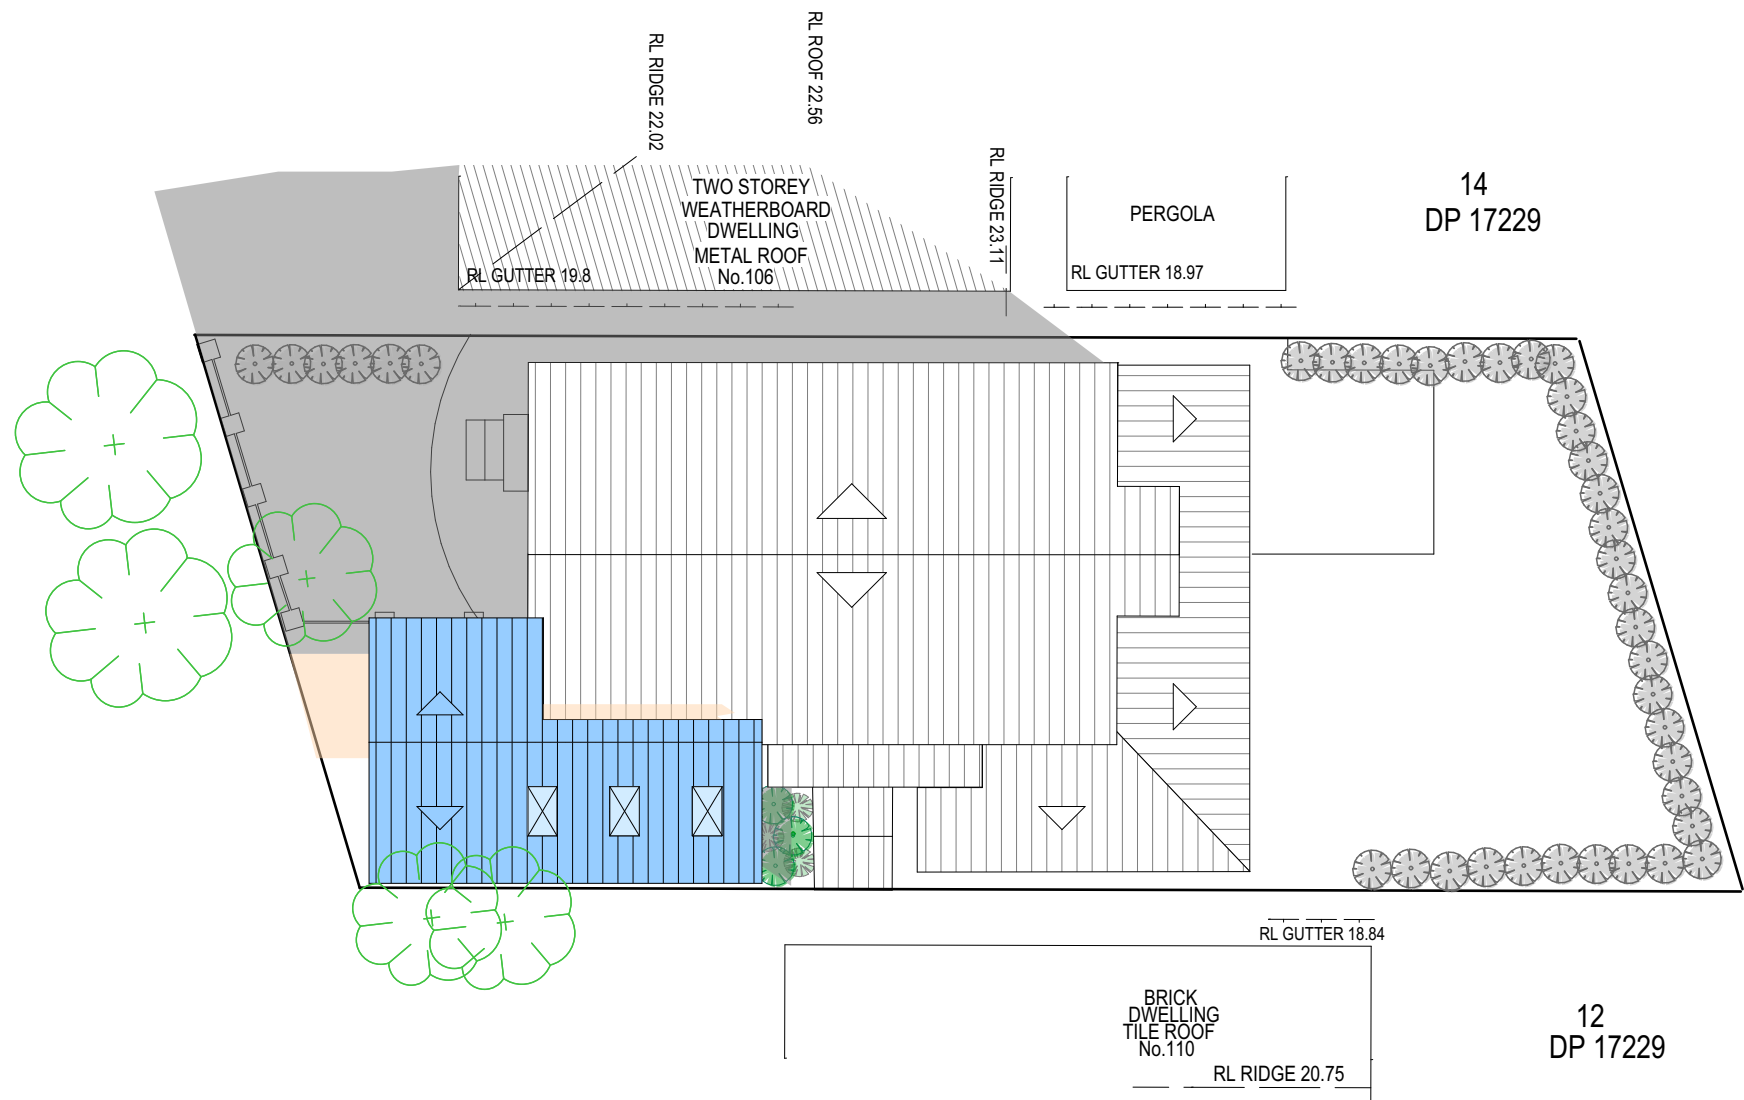 RL ROOF 22.56
RL RIDGE 22.02
RL RIDGE 23.11
TWO STOREY
WEATHERBOARD
DWELLING
METAL ROOF
No.106
RL GUTTER 19.8
PERGOLA
RL GUTTER 18.97
14
DP 17229
RL GUTTER 18.84
BRICK
DWELLING
TILE ROOF
No.110
RL RIDGE 20.75
12
DP 17229